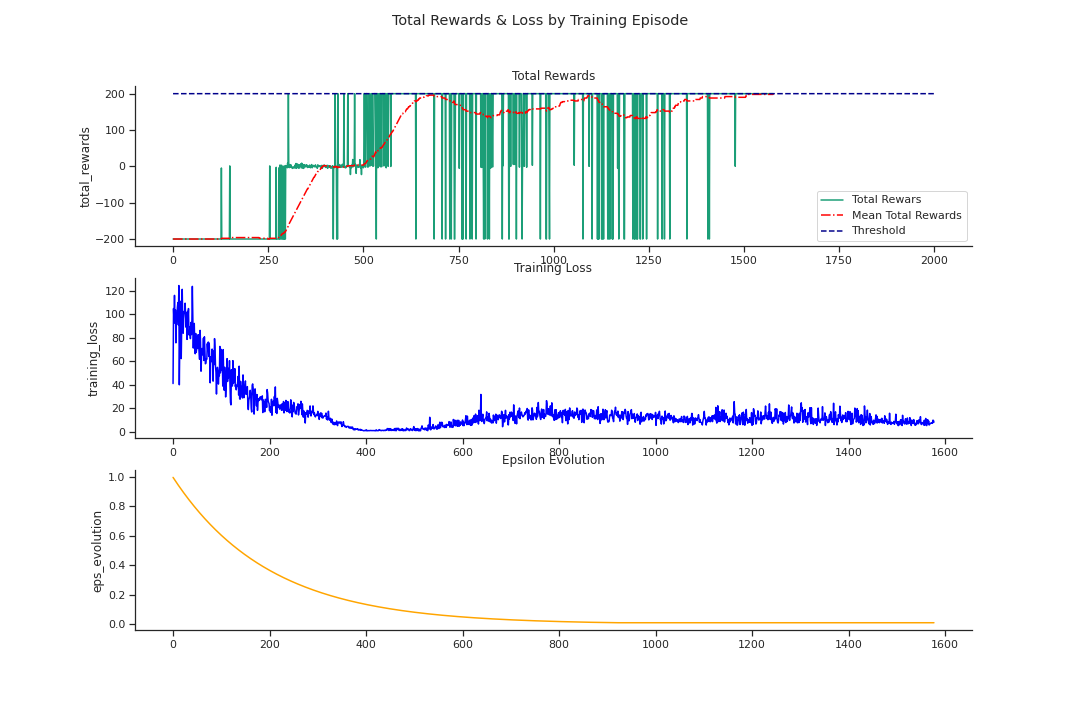 Total Rewards & Loss by Training Episode
Total Rewards
200
100
0
−100
−200
total_rewards
Total Rewars
Mean Total Rewards
Threshold
0 250 500 750 1000 1250 1500 1750 2000
Training Loss
120
100
80
60
40
20
0
training_loss
0 200 400 600 800 1000 1200 1400 1600
Epsilon Evolution
1.0
0.8
0.6
0.4
0.2
0.0
eps_evolution
0 200 400 600 800 1000 1200 1400 1600